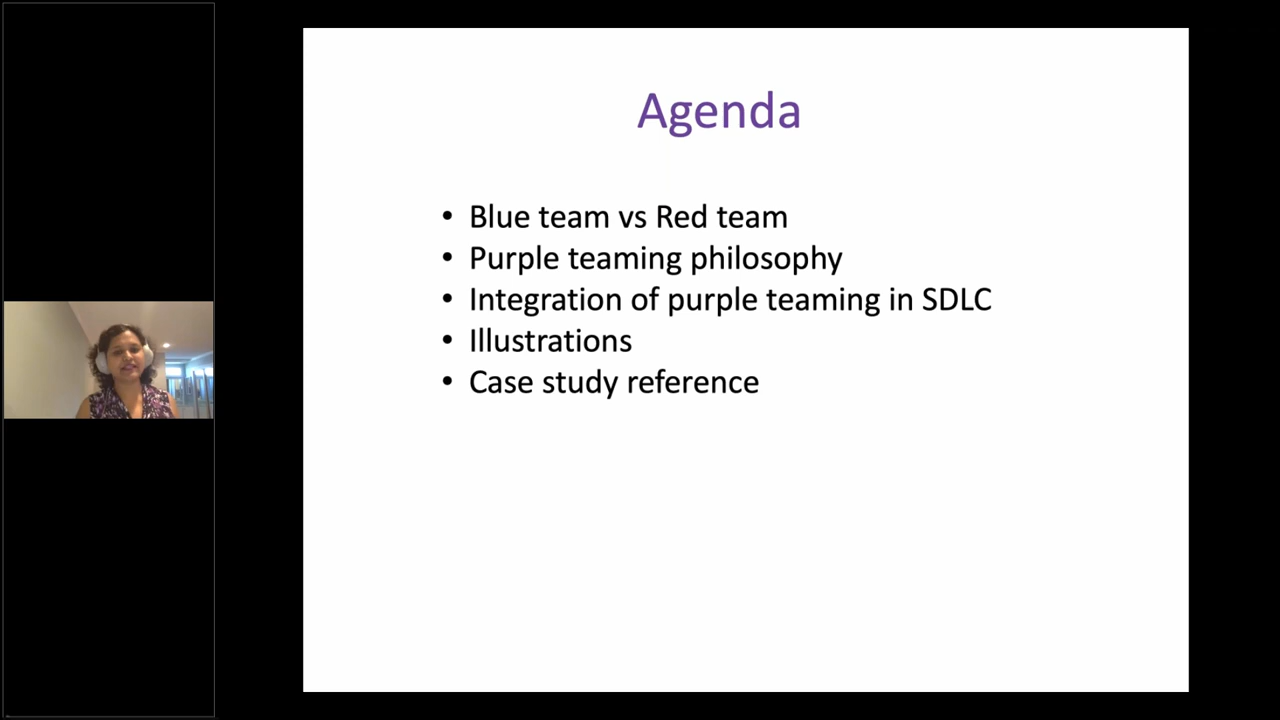 Agenda
• Blue team vs Red team
• Purple teaming philosophy
• Integration of purple teaming in SDLC
• Illustrations
• Case study reference